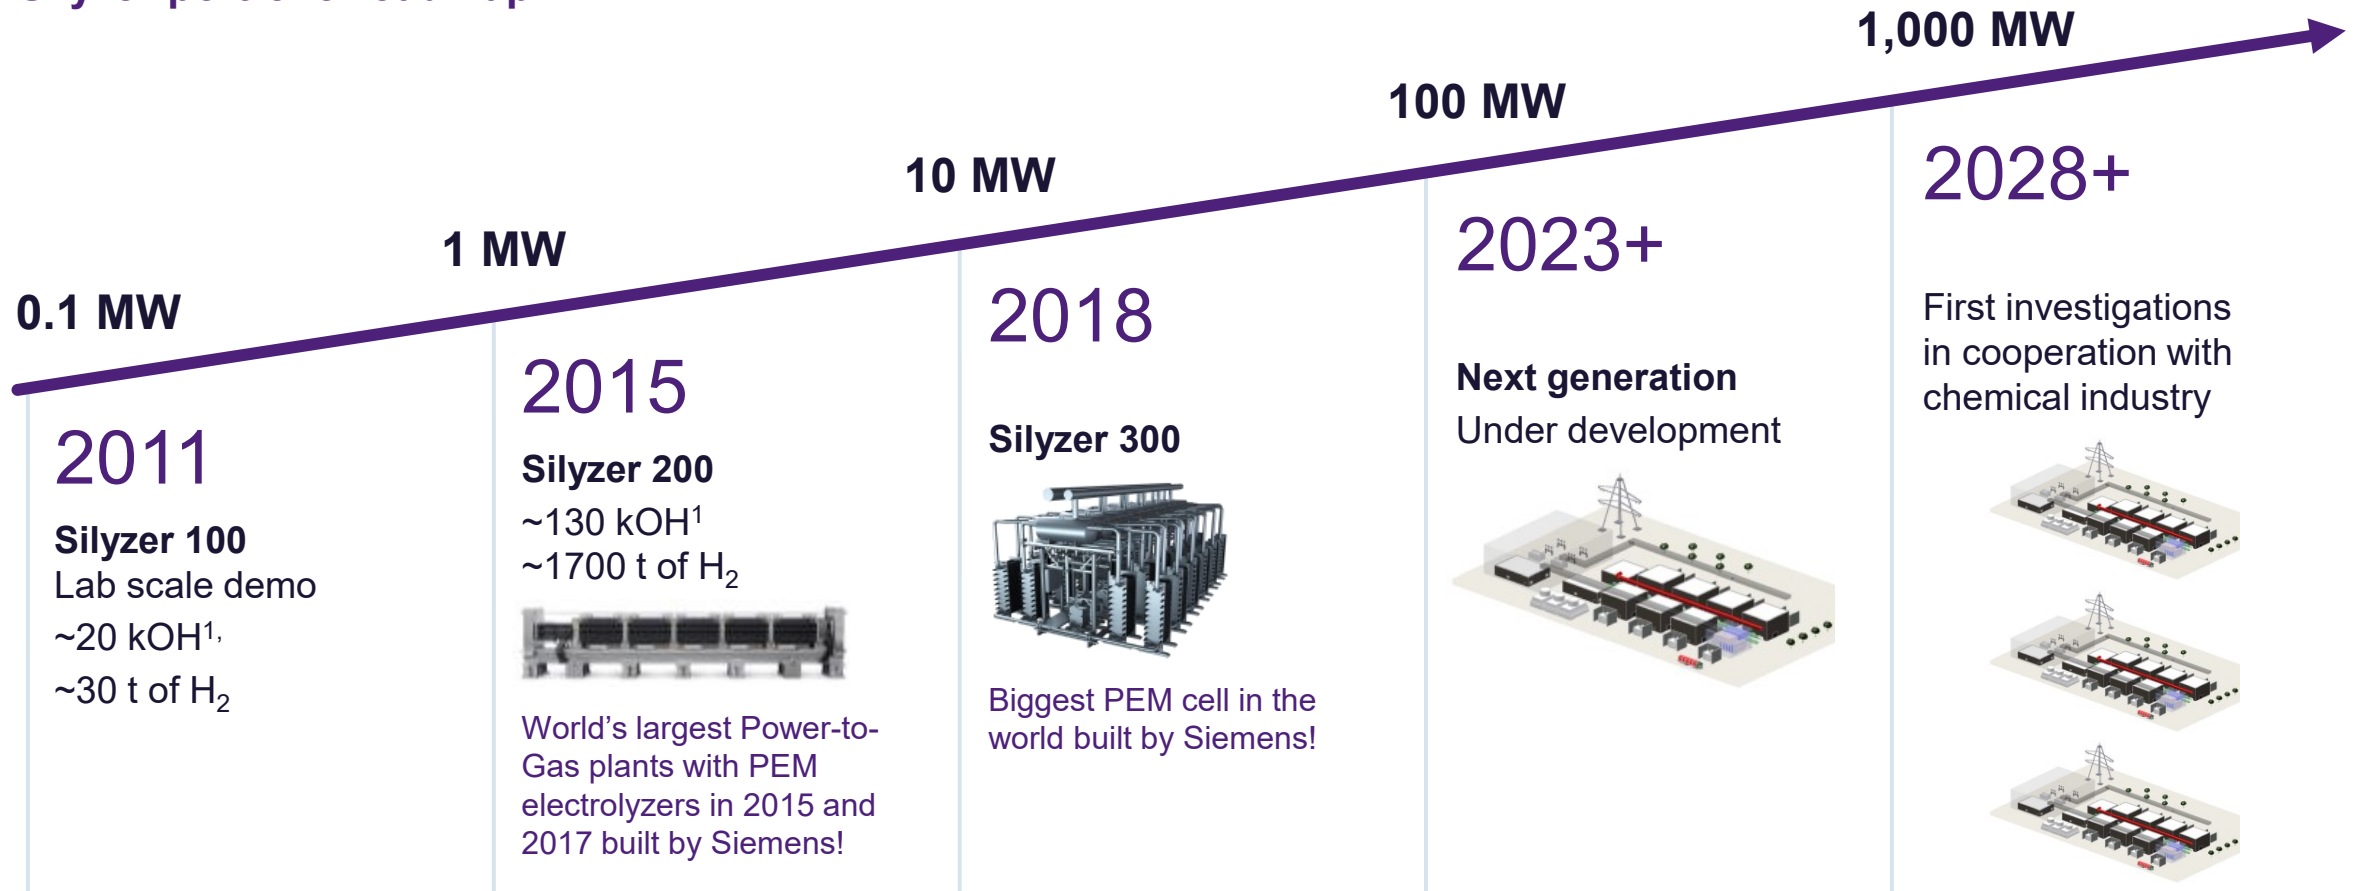 0.1 MW
2011
Silyzer 100
Lab scale demo
~20 kOH¹,
~30 t of H₂
1 MW
2015
Silyzer 200
~130 kOH¹
~1700 t of H₂
World’s largest Power-to-
Gas plants with PEM
electrolyzers in 2015 and
2017 built by Siemens!
10 MW
2018
Silyzer 300
Biggest PEM cell in the
world built by Siemens!
100 MW
2023+
Next generation
Under development
1,000 MW
2028+
First investigations
in cooperation with
chemical industry